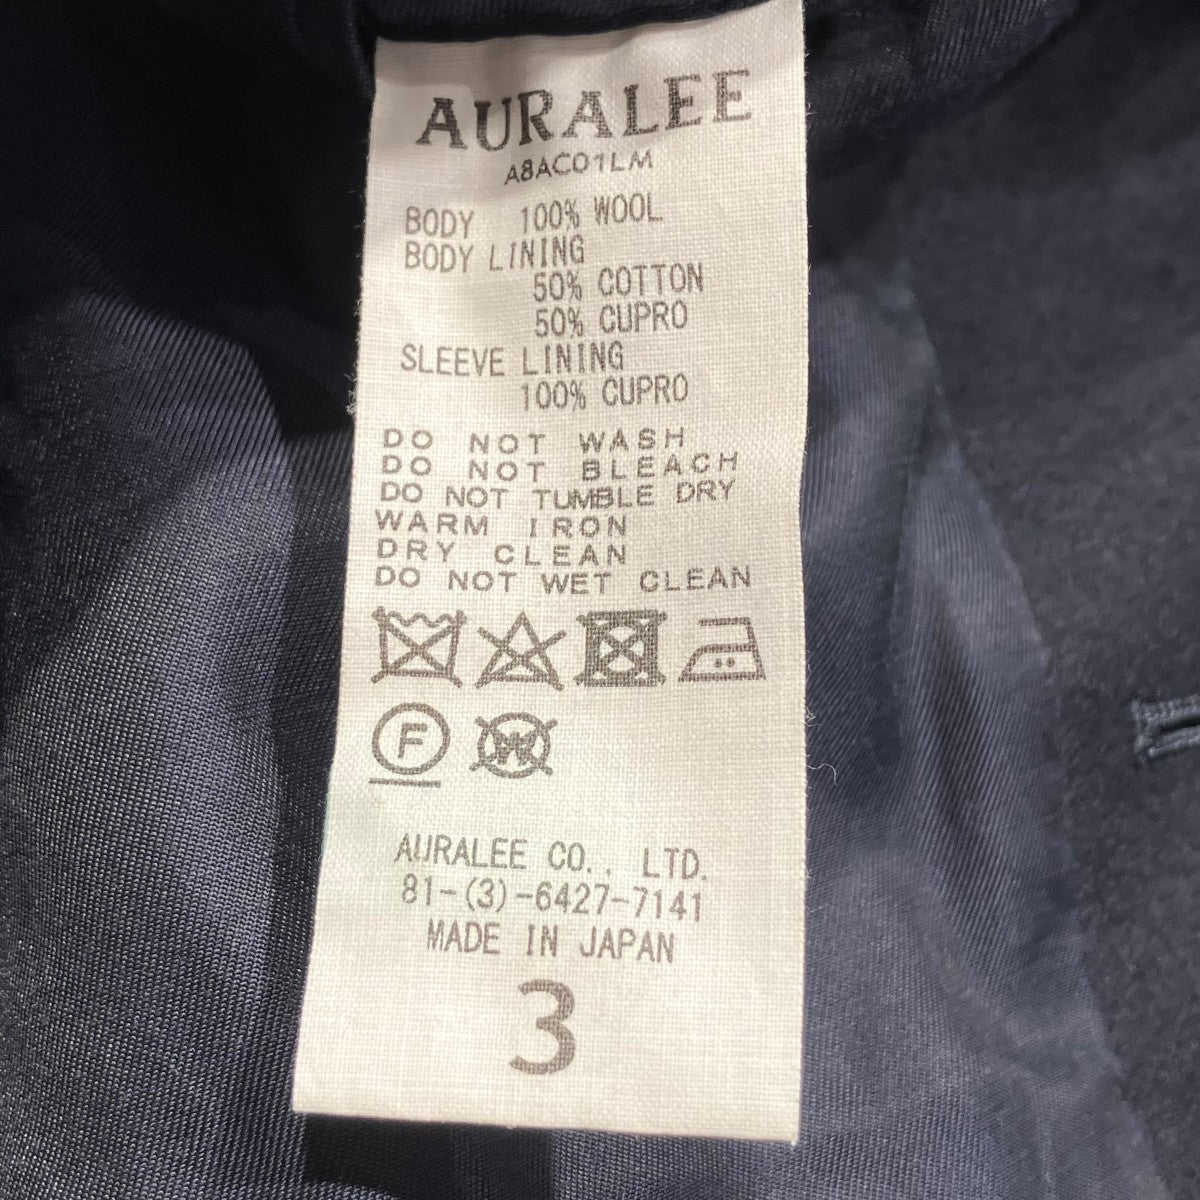 AURALEE
A8AC01LM
BODY 100% WOOL
BODY LINING
50% COTTON
50% CUPRO
SLEEVE LINING
100% CUPRO
DO NOT WASH
DO NOT BLEACH
DO NOT TUMBLE DRY
WARM IRON
DRY CLEAN
DO NOT WET CLEAN
F W
AURALEE CO., LTD.
81-(3)-6427-7141
MADE IN JAPAN
3